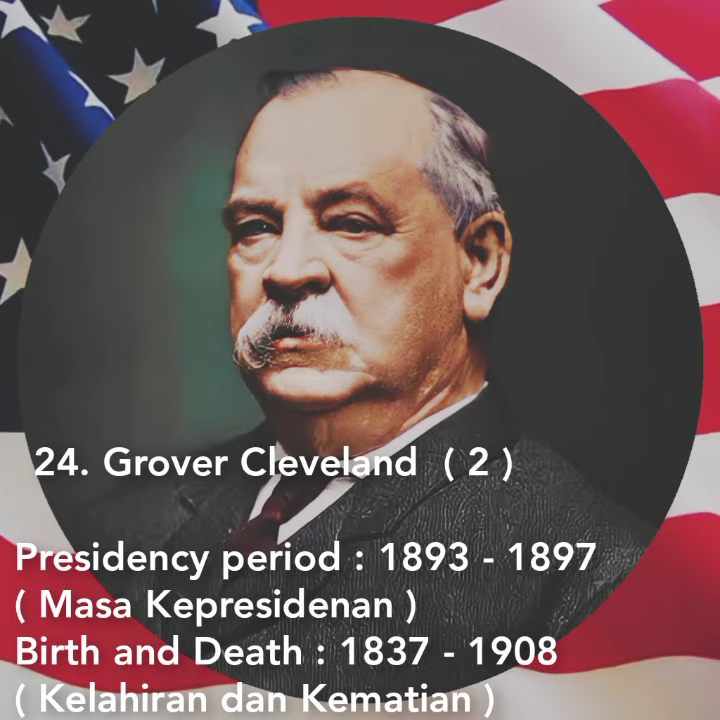 24. Grover Cleveland ( 2 )
Presidency period : 1893 - 1897
( Masa Kepresidenan )
Birth and Death : 1837 - 1908
( Kelahiran dan Kematian )